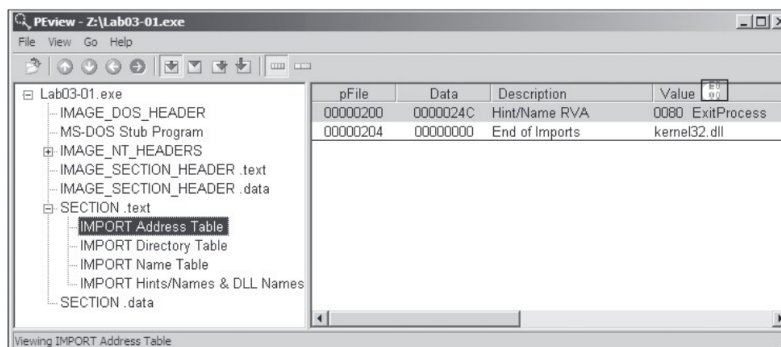 PEview - Z:\Lab03-01.exe
File View Go Help
Lab03-01.exe
IMAGE_DOS_HEADER
MS-DOS Stub Program
IMAGE_NT_HEADERS
IMAGE_SECTION_HEADER .text
IMAGE_SECTION_HEADER .data
SECTION .text
IMPORT Address Table
IMPORT Directory Table
IMPORT Name Table
IMPORT Hints/Names & DLL Names
SECTION .data
pFile Data Description Value
00000200 0000024C Hint/Name RVA 0080 ExitProcess
00000204 00000000 End of Imports kernel32.dll
Viewing IMPORT Address Table